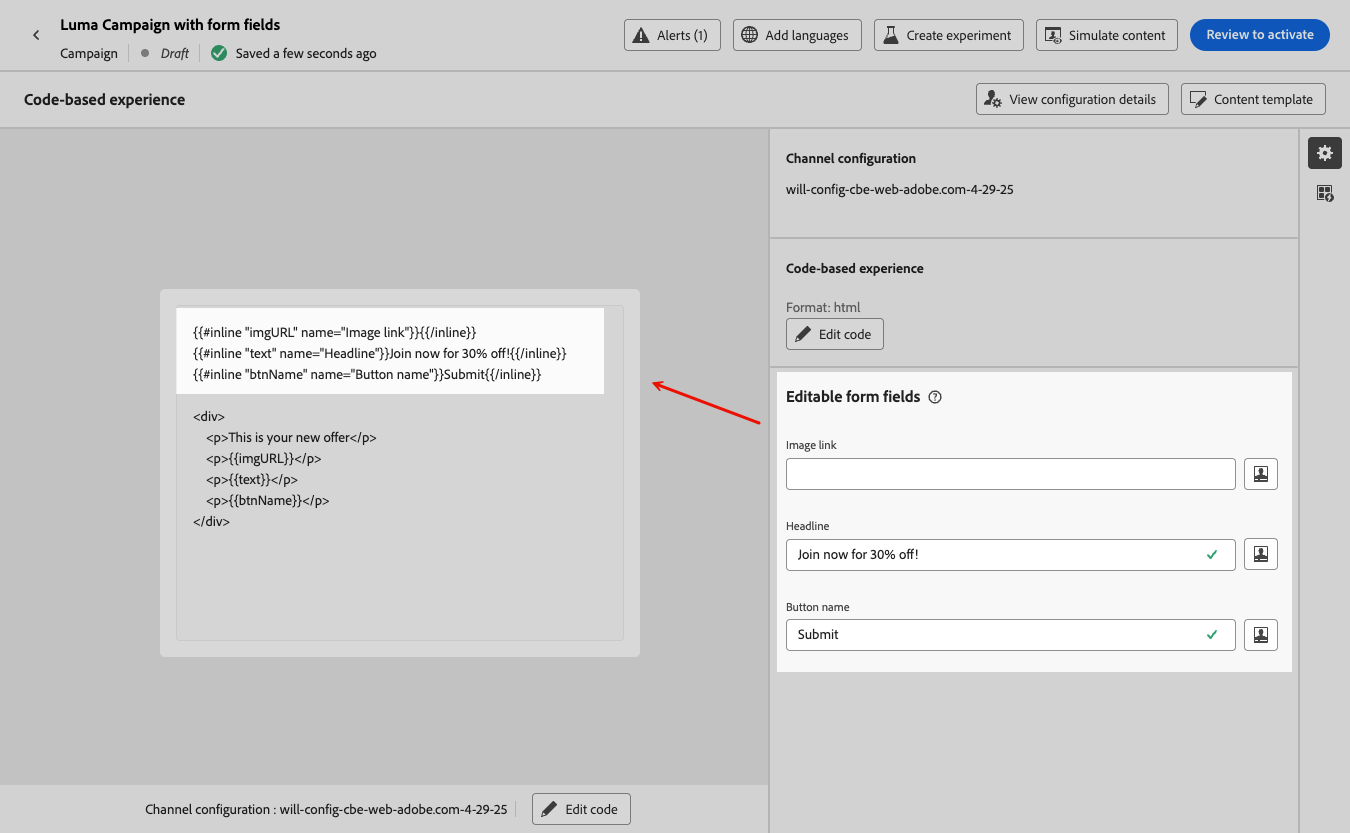 Luma Campaign with form fields
Campaign
Draft
Saved a few seconds ago
Alerts (1)
Add languages
Create experiment
Simulate content
Review to activate
Code-based experience
View configuration details
Content template
{{#inline "imgURL" name="Image link"}}{{/inline}}
{{#inline "text" name="Headline"}}Join now for 30% off!{{/inline}}
{{#inline "btnName" name="Button name"}}Submit{{/inline}}
<div>
<p>This is your new offer</p>
<p>{{imgURL}}</p>
<p>{{text}}</p>
<p>{{btnName}}</p>
</div>
Channel configuration : will-config-cbe-web-adobe.com-4-29-25
Edit code
Channel configuration
will-config-cbe-web-adobe.com-4-29-25
Code-based experience
Format: html
Edit code
Editable form fields
Image link
Headline
Join now for 30% off!
Button name
Submit